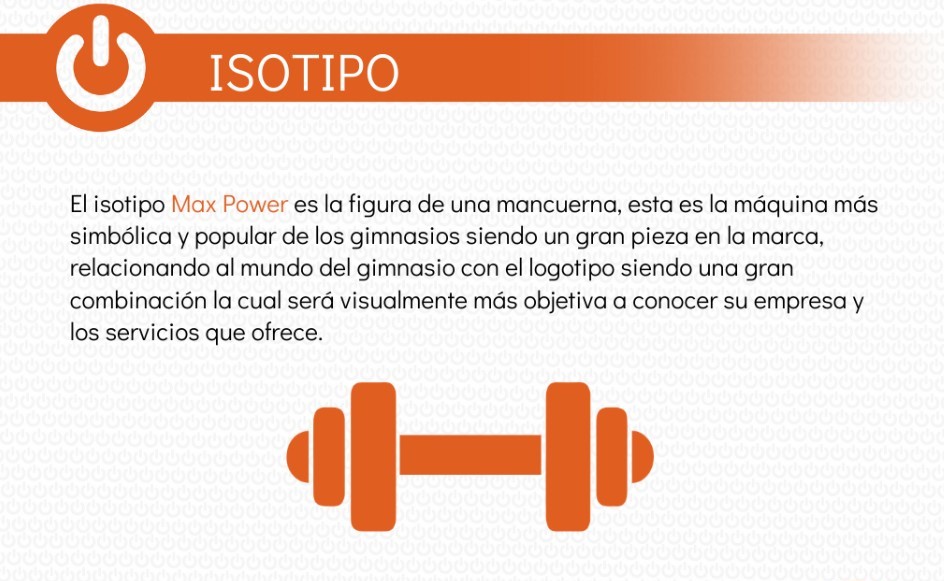 ISOTIPO
El isotipo Max Power es la figura de una mancuerna, esta es la máquina más
simbólica y popular de los gimnasios siendo un gran pieza en la marca,
relacionando al mundo del gimnasio con el logotipo siendo una gran
combinación la cual será visualmente más objetiva a conocer su empresa y
los servicios que ofrece.